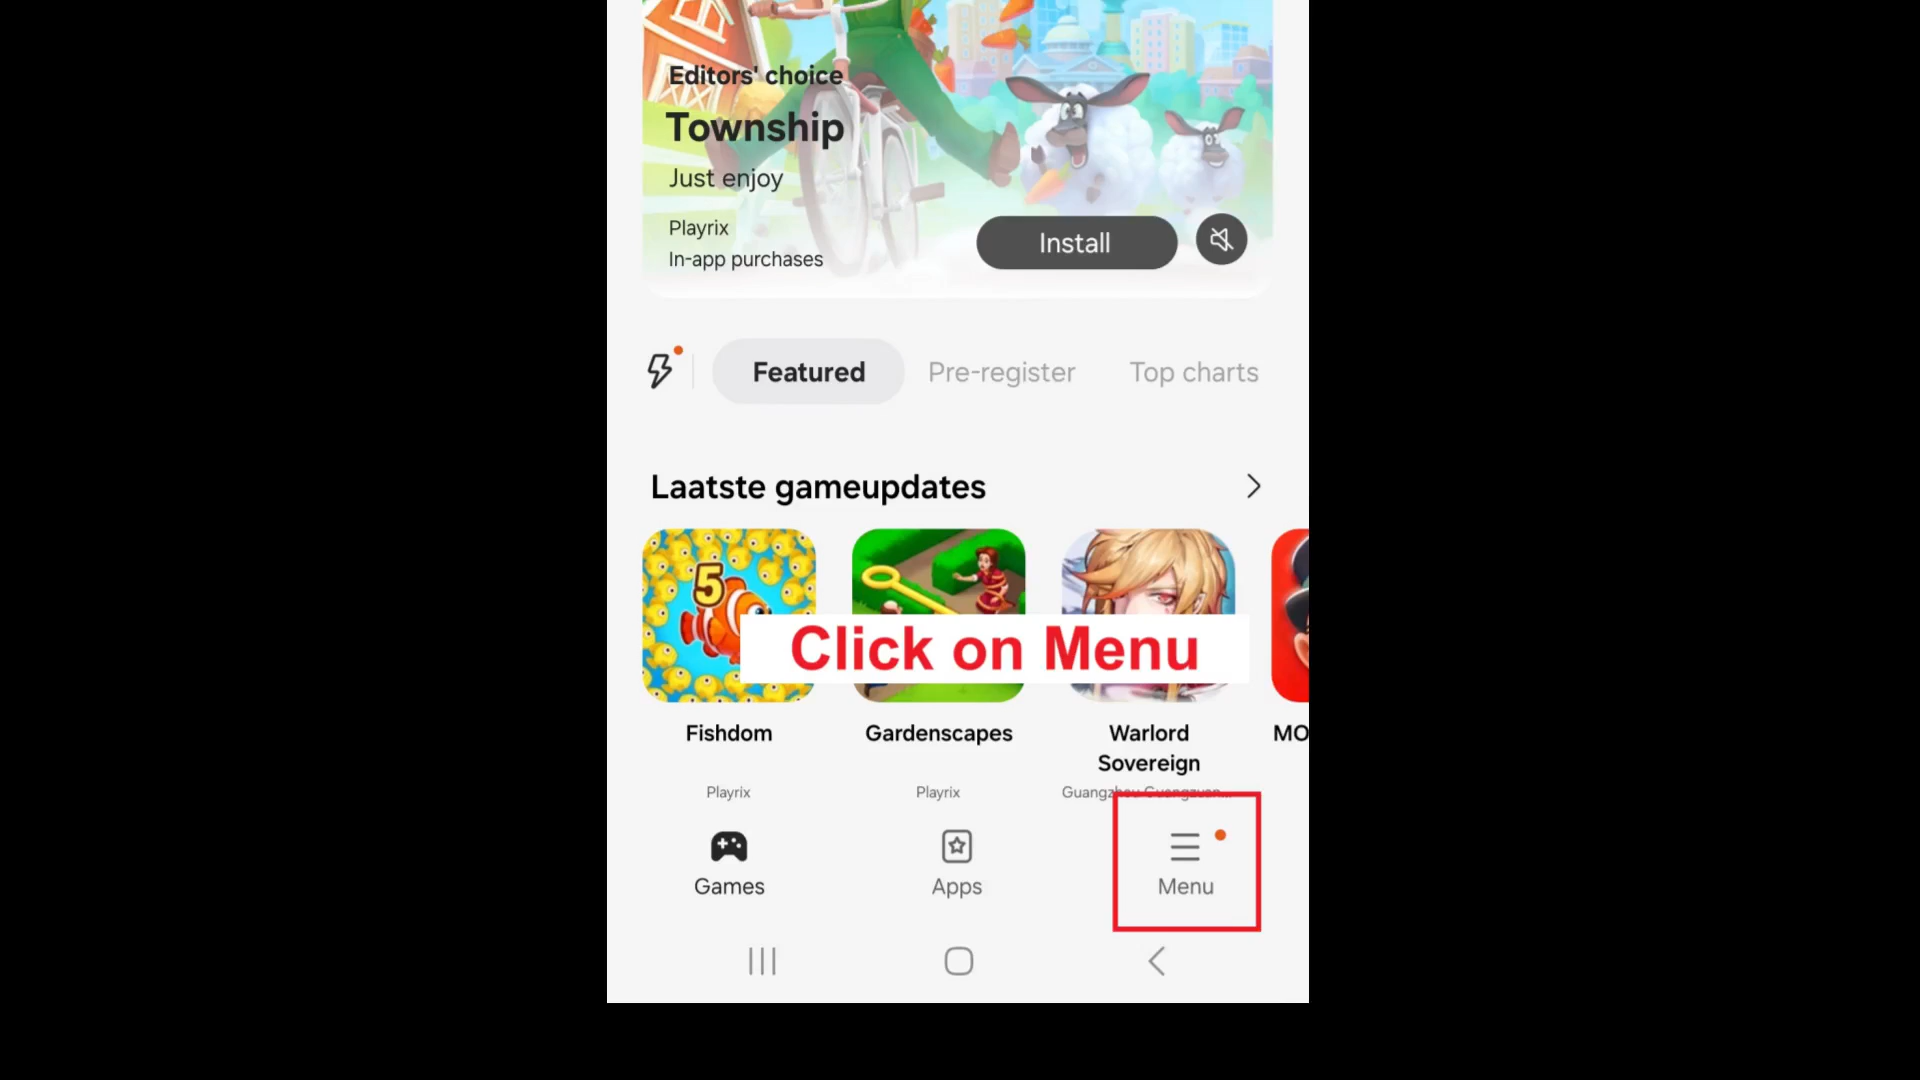 Editors' choice
Township
Just enjoy
Playrix
In-app purchases
Install
Featured
Pre-register
Top charts
Laatste gameupdates
5
Click on Menu
Fishdom
Gardenscapes
Warlord
Sovereign
MO
Playrix
Playrix
Games
Apps
Menu